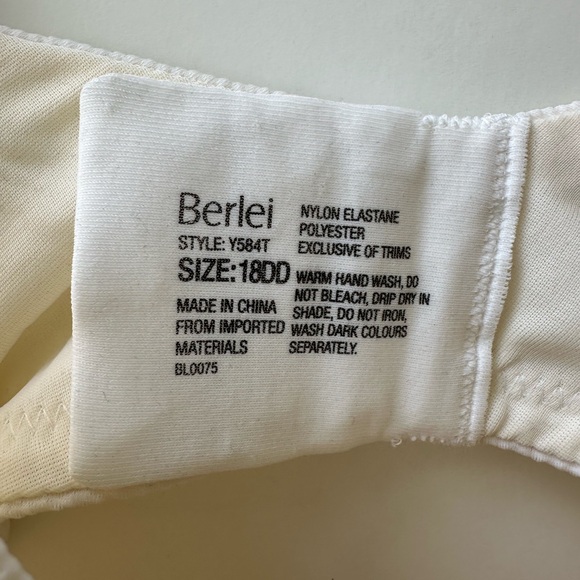 Berlei
STYLE: Y584T
SIZE:18DD
MADE IN CHINA
FROM IMPORTED
MATERIALS
BL0075
NYLON ELASTANE
POLYESTER
EXCLUSIVE OF TRIMS
WARM HAND WASH, DO
NOT BLEACH, DRIP DRY IN
SHADE, DO NOT IRON,
WASH DARK COLOURS
SEPARATELY.